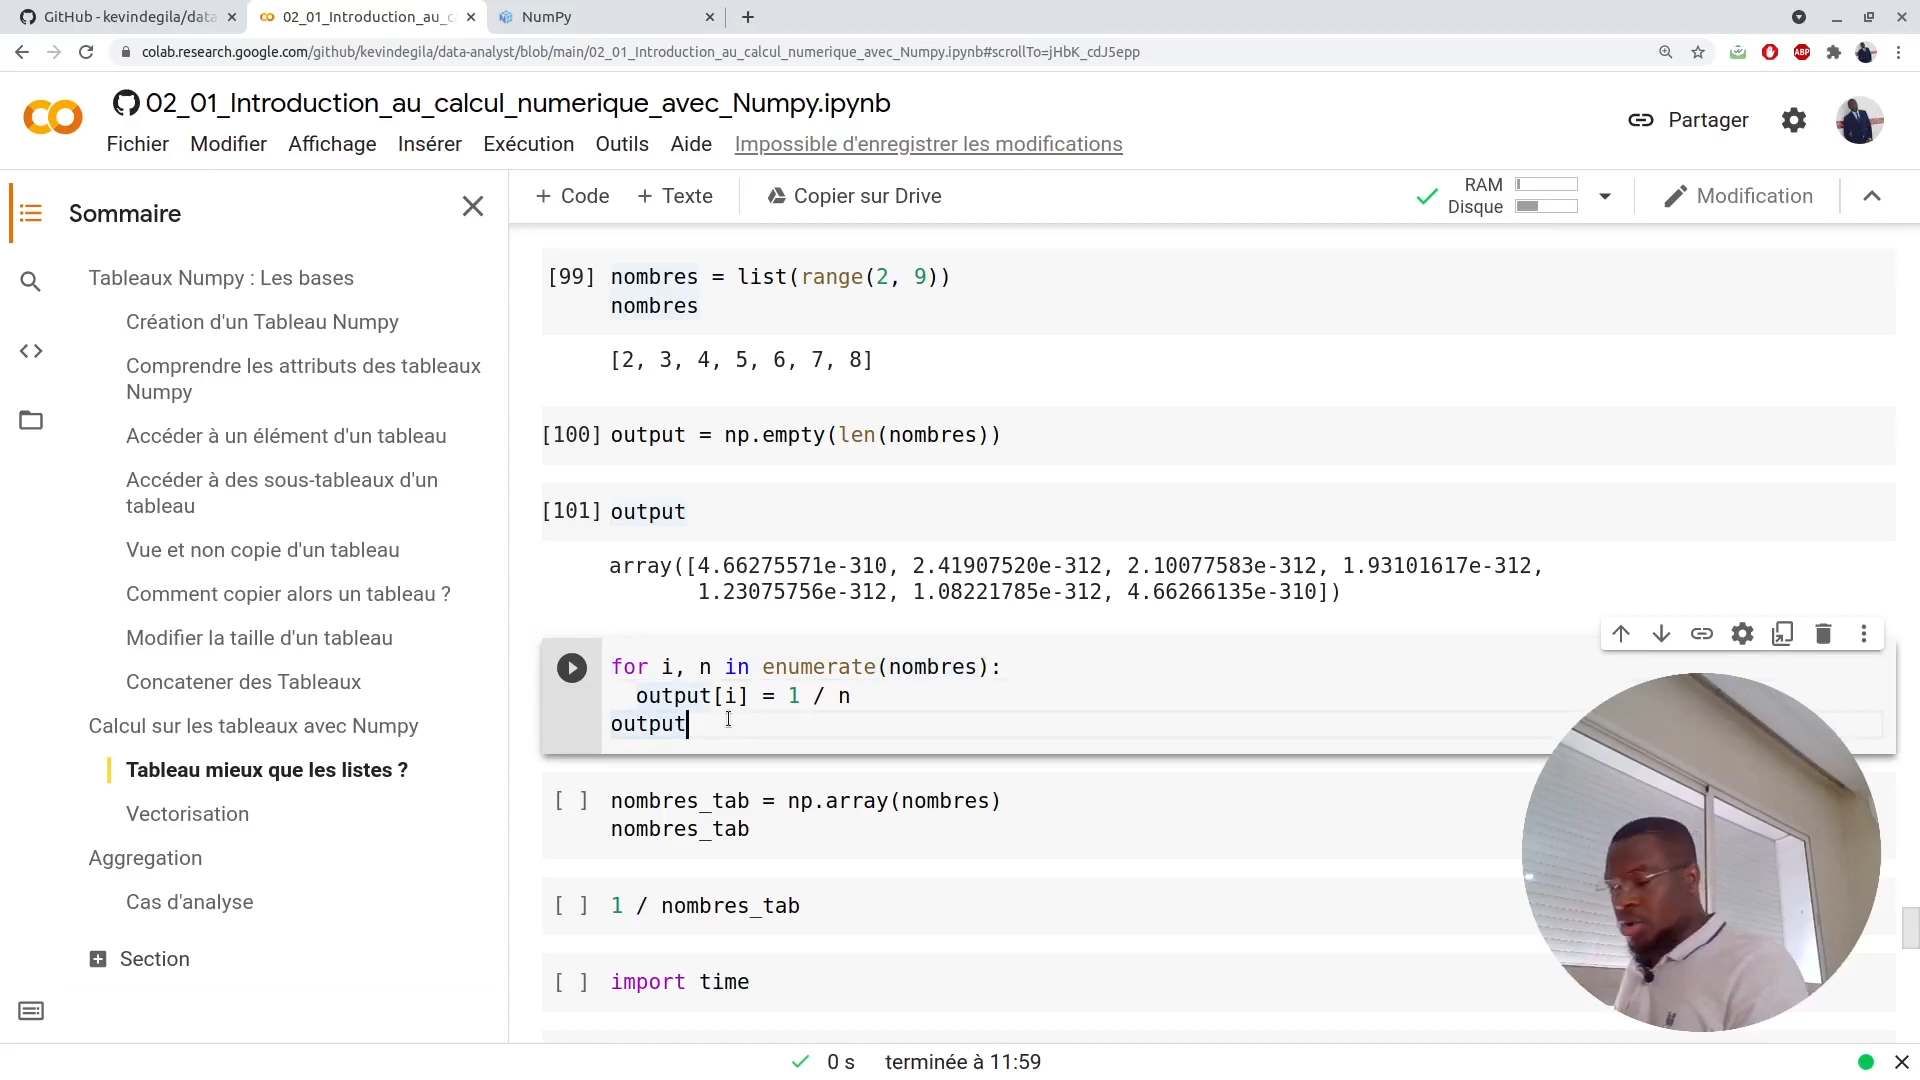 GitHub - kevindegila/data
02_01_Introduction_au_c
NumPy
colab.research.google.com/github/kevindegila/data-analyst/blob/main/02_01_Introduction_au_calcul_numerique_avec_Numpy.ipynb#scrollTo=jHbK_cdJ5epp
ABP
02_01_Introduction_au_calcul_numerique_avec_Numpy.ipynb
Partager
Fichier Modifier Affichage Insérer Exécution Outils Aide Impossible d'enregistrer les modifications
Sommaire
+ Code + Texte Copier sur Drive
RAM
Disque
Modification
Tableaux Numpy : Les bases
Création d'un Tableau Numpy
Comprendre les attributs des tableaux
Numpy
Accéder à un élément d'un tableau
Accéder à des sous-tableaux d'un
tableau
Vue et non copie d'un tableau
Comment copier alors un tableau ?
Modifier la taille d'un tableau
Concatener des Tableaux
Calcul sur les tableaux avec Numpy
Tableau mieux que les listes ?
Vectorisation
Aggregation
Cas d'analyse
Section
[99] nombres = list(range(2, 9))
nombres
[2, 3, 4, 5, 6, 7, 8]
[100] output = np.empty(len(nombres))
[101] output
array([4.66275571e-310, 2.41907520e-312, 2.10077583e-312, 1.93101617e-312,
1.23075756e-312, 1.08221785e-312, 4.66266135e-310])
for i, n in enumerate(nombres):
output[i] = 1 / n
output
[ ] nombres_tab = np.array(nombres)
nombres_tab
[ ] 1 / nombres_tab
[ ] import time
0 s terminée à 11:59